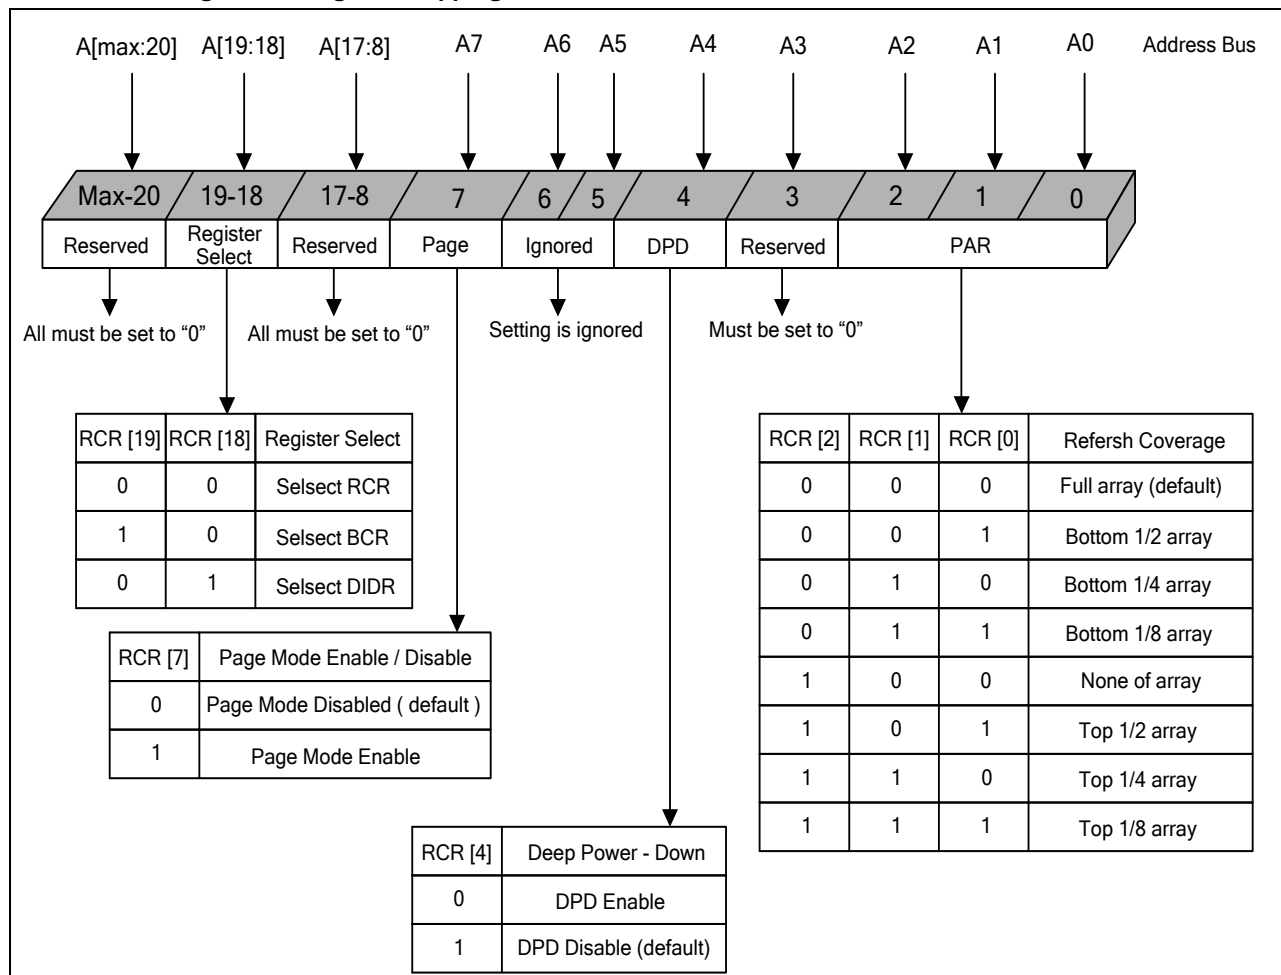 A[max:20] A[19:18] A[17:8] A7 A6 A5 A4 A3 A2 A1 A0 Address Bus
Max-20 19-18 17-8 7 6 5 4 3 2 1 0
Reserved Register Select Reserved Page Ignored DPD Reserved PAR
All must be set to “0” All must be set to “0” Setting is ignored Must be set to “0”
RCR [19] RCR [18] Register Select
0 0 Selsect RCR
1 0 Selsect BCR
0 1 Selsect DIDR
RCR [7] Page Mode Enable / Disable
0 Page Mode Disabled ( default )
1 Page Mode Enable
RCR [4] Deep Power - Down
0 DPD Enable
1 DPD Disable (default)
RCR [2] RCR [1] RCR [0] Refersh Coverage
0 0 0 Full array (default)
0 0 1 Bottom 1/2 array
0 1 0 Bottom 1/4 array
0 1 1 Bottom 1/8 array
1 0 0 None of array
1 0 1 Top 1/2 array
1 1 0 Top 1/4 array
1 1 1 Top 1/8 array